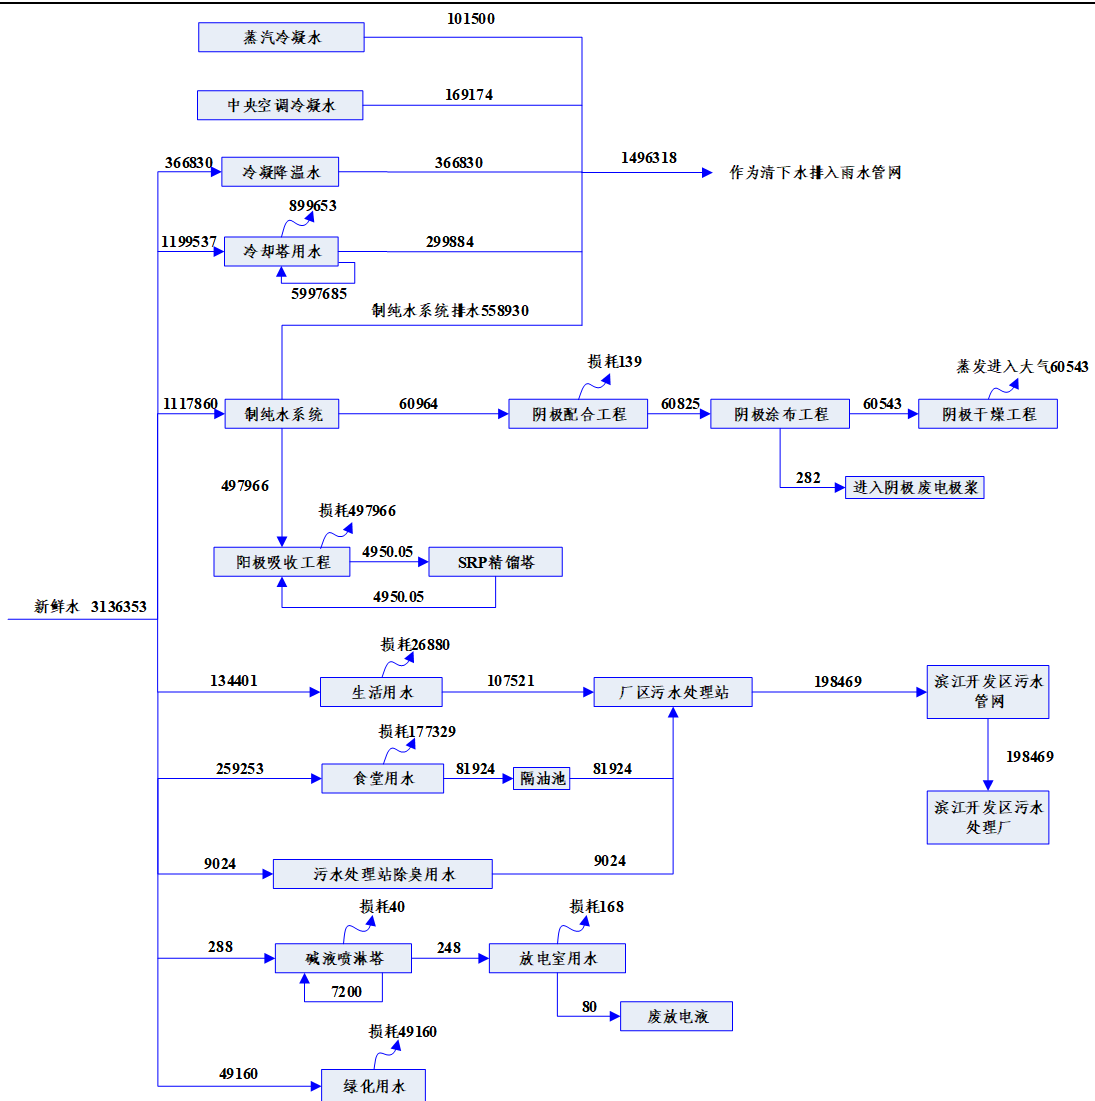 101500
蒸汽冷凝水
169174
中央空调冷凝水
366830
冷凝降温水
366830
1496318
作为清下水排入雨水管网
899653
1199537
冷却塔用水
299884
5997685
制纯水系统排水558930
损耗139
蒸发进入大气60543
1117860
制纯水系统
60964
阴极配合工程
60825
阴极涂布工程
60543
阴极干燥工程
497966
282
进入阴极废电极浆
损耗497966
阳极吸收工程
4950.05
SRP精馏塔
4950.05
新鲜水 3136353
损耗26880
134401
生活用水
107521
厂区污水处理站
198469
滨江开发区污水
管网
损耗177329
198469
259253
食堂用水
81924
隔油池
81924
滨江开发区污水
处理厂
9024
污水处理站除臭用水
9024
损耗40
损耗168
288
碱液喷淋塔
248
放电室用水
7200
80
废放电液
损耗49160
49160
绿化用水